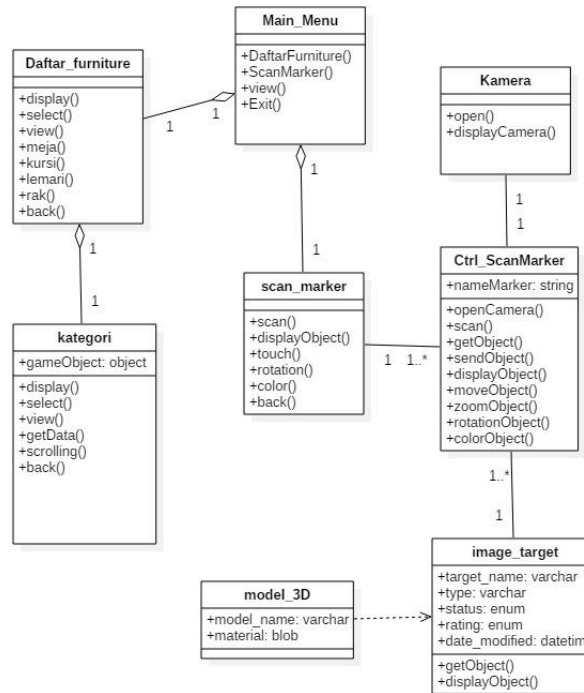 Main_Menu
+DaftarFurniture()
+ScanMarker()
+view()
+Exit()
Daftar_furniture
+display()
+select()
+view()
+meja()
+kursi()
+lemari()
+rak()
+back()
1
1
1
1
Kamera
+open()
+displayCamera()
1
1
1
1
kategori
+gameObject: object
+display()
+select()
+view()
+getData()
+scrolling()
+back()
scan_marker
+scan()
+displayObject()
+touch()
+rotation()
+color()
+back()
1
1..*
Ctrl_ScanMarker
+nameMarker: string
+openCamera()
+scan()
+getObject()
+sendObject()
+displayObject()
+moveObject()
+zoomObject()
+rotationObject()
+colorObject()
1..*
1
model_3D
+model_name: varchar
+material: blob
image_target
+target_name: varchar
+type: varchar
+status: enum
+rating: enum
+date_modified: datetim
+getObject()
+displayObject()